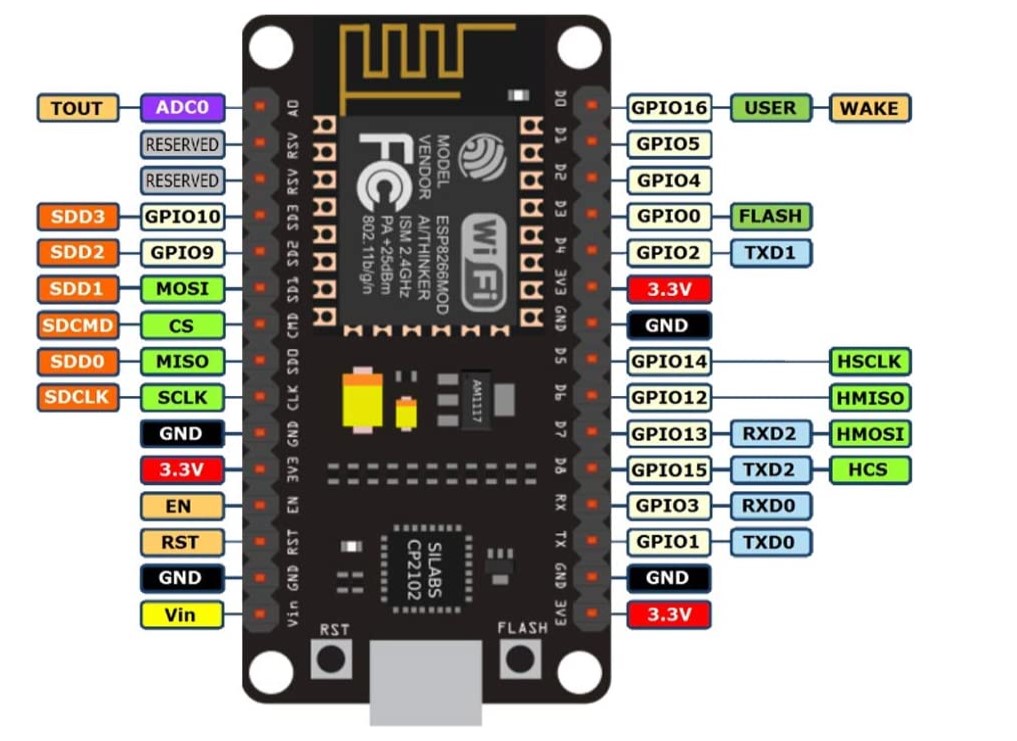 TOUT ADC0 A0 D0 GPIO16 USER WAKE
RESERVED RSV D1 GPIO5
RESERVED RSV D2 GPIO4
SDD3 GPIO10 SD3 D3 GPIO0 FLASH
SDD2 GPIO9 SD2 D4 GPIO2 TXD1
SDD1 MOSI SD1 3V3 3.3V
SDCMD CS CMD GND GND
SDD0 MISO SDO D5 GPIO14 HSCLK
SDCLK SCLK CLK D6 GPIO12 HMISO
GND GND D7 GPIO13 RXD2 HMOSI
3.3V 3V3 D8 GPIO15 TXD2 HCS
EN EN RX GPIO3 RXD0
RST RST TX GPIO1 TXD0
GND GND GND GND
Vin Vin 3V3 3.3V
FC
MODEL
VENDOR
ESP8266MOD
AI/THINKER
ISM 2.4GHz
PA +25dBm
802.11b/g/n
WiFi
AM1117
SILABS
CP2102
RST
FLASH